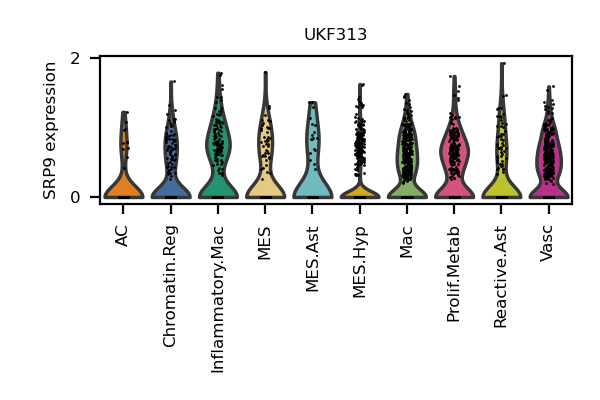 UKF313
SRP9 expression
2
0
AC
Chromatin.Reg
Inflammatory.Mac
MES
MES.Ast
MES.Hyp
Mac
Prolif.Metab
Reactive.Ast
Vasc